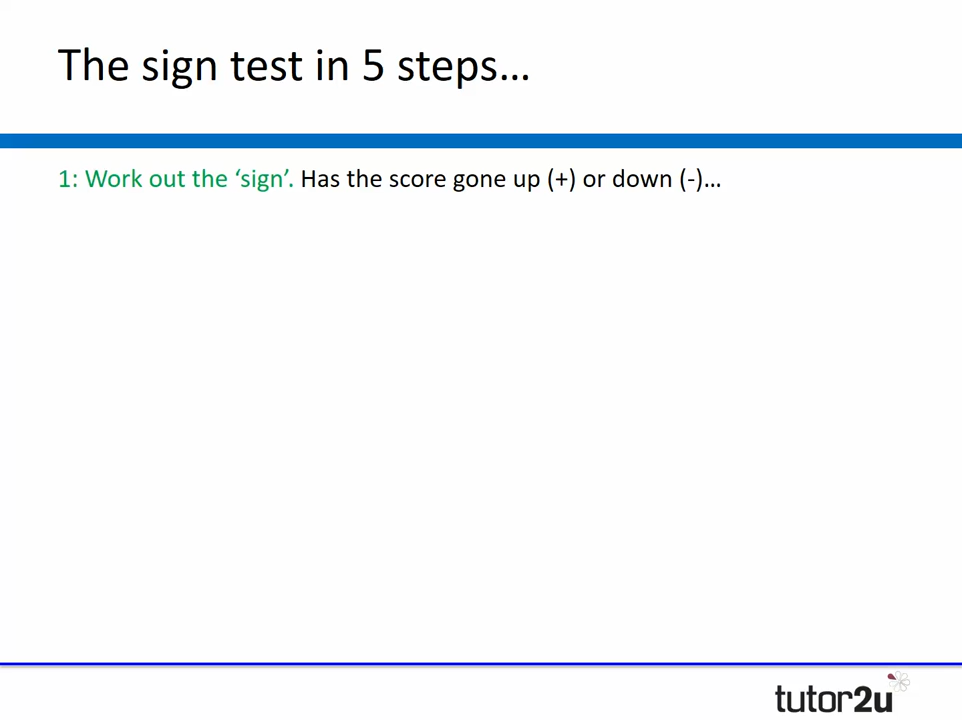 The sign test in 5 steps…
1: Work out the ‘sign’. Has the score gone up (+) or down (-)…
tutor2u